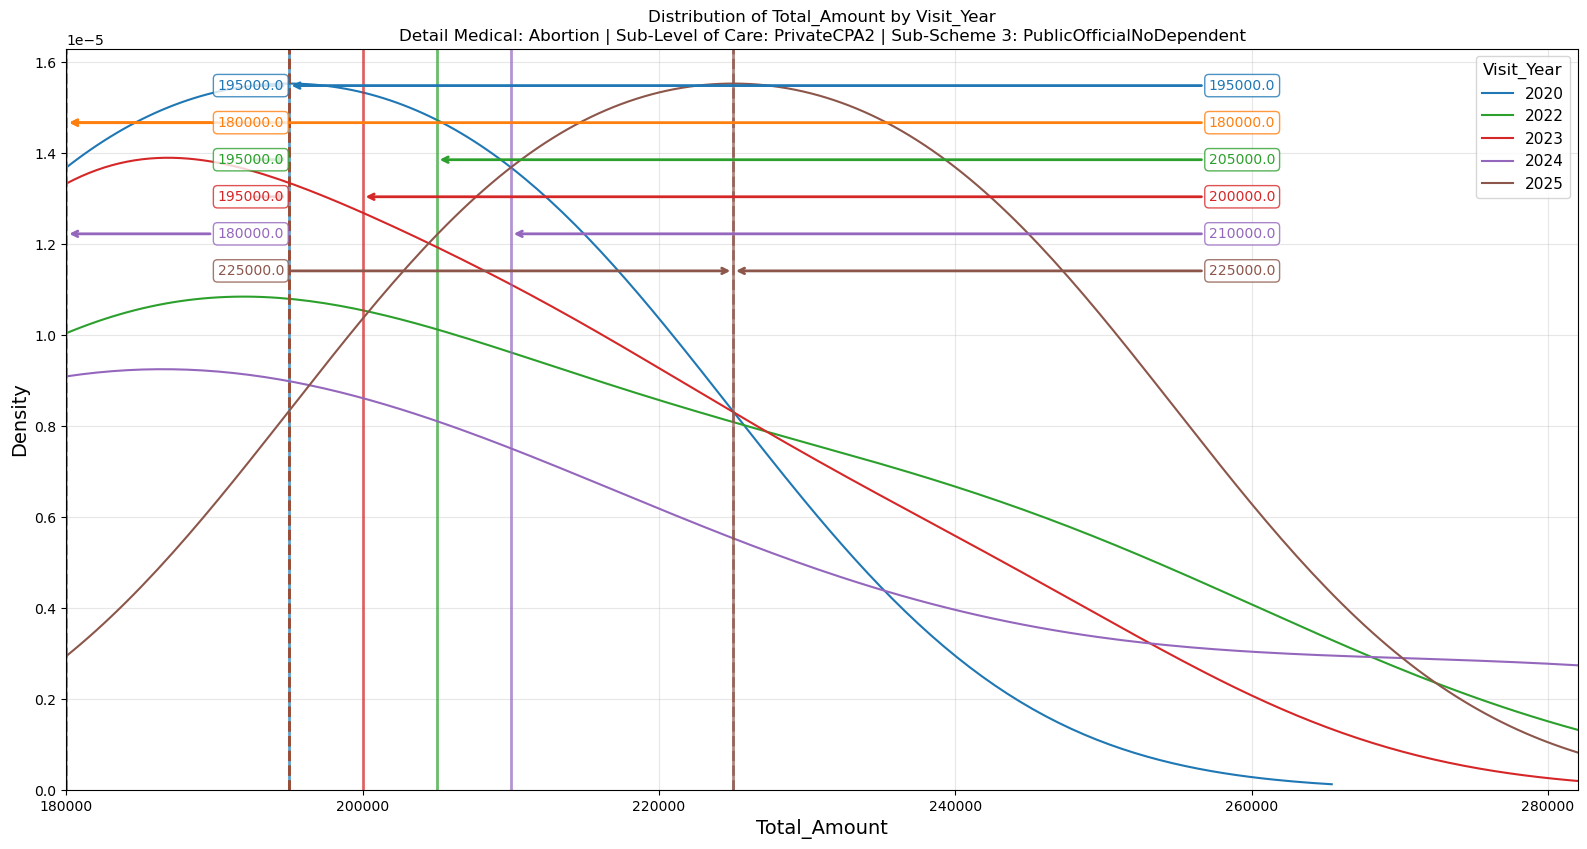 Distribution of Total_Amount by Visit_Year
Detail Medical: Abortion | Sub-Level of Care: PrivateCPA2 | Sub-Scheme 3: PublicOfficialNoDependent
1e−5
1.6
1.4
1.2
1.0
0.8
0.6
0.4
0.2
0.0
Density
195000.0 195000.0
180000.0 180000.0
195000.0 205000.0
195000.0 200000.0
180000.0 210000.0
225000.0 225000.0
Visit_Year
2020
2022
2023
2024
2025
180000 200000 220000 240000 260000 280000
Total_Amount